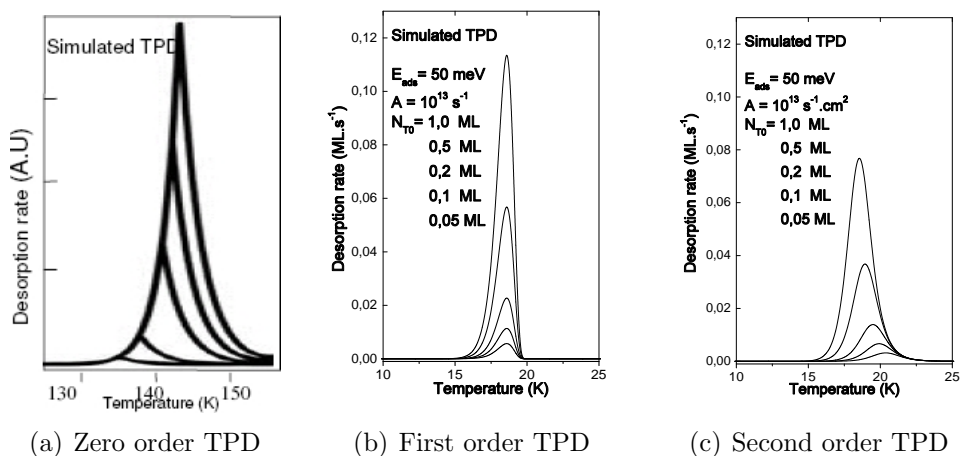 Simulated TPD
Desorption rate (A.U)
130 140 150
Temperature (K)
(a) Zero order TPD
Simulated TPD
E_ads = 50 meV
A = 10^13 s^-1
N_T0 = 1,0 ML
0,5 ML
0,2 ML
0,1 ML
0,05 ML
Desorption rate (ML.s^-1)
0,12
0,10
0,08
0,06
0,04
0,02
0,00
10 15 20 25
Temperature (K)
(b) First order TPD
Simulated TPD
E_ads = 50 meV
A = 10^13 s^-1.cm^2
N_T0 = 1,0 ML
0,5 ML
0,2 ML
0,1 ML
0,05 ML
Desorption rate (ML.s^-1)
0,12
0,10
0,08
0,06
0,04
0,02
0,00
10 15 20 25
Temperature (K)
(c) Second order TPD